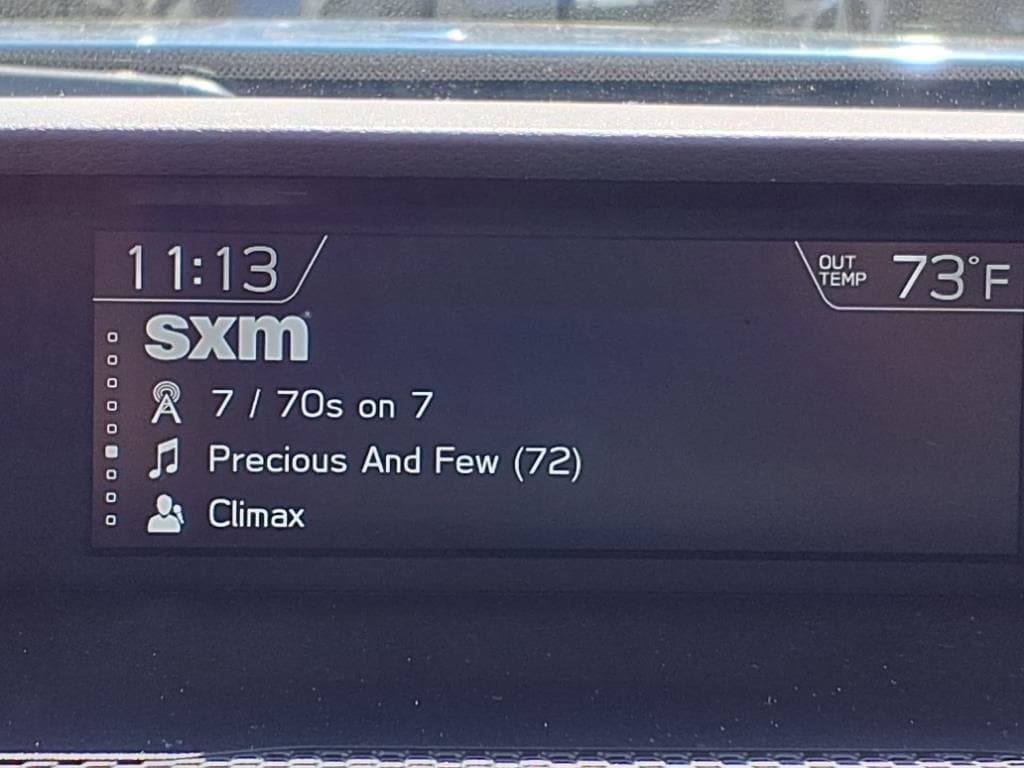 11:13
OUT TEMP 73°F
sxm
7 / 70s on 7
Precious And Few (72)
Climax